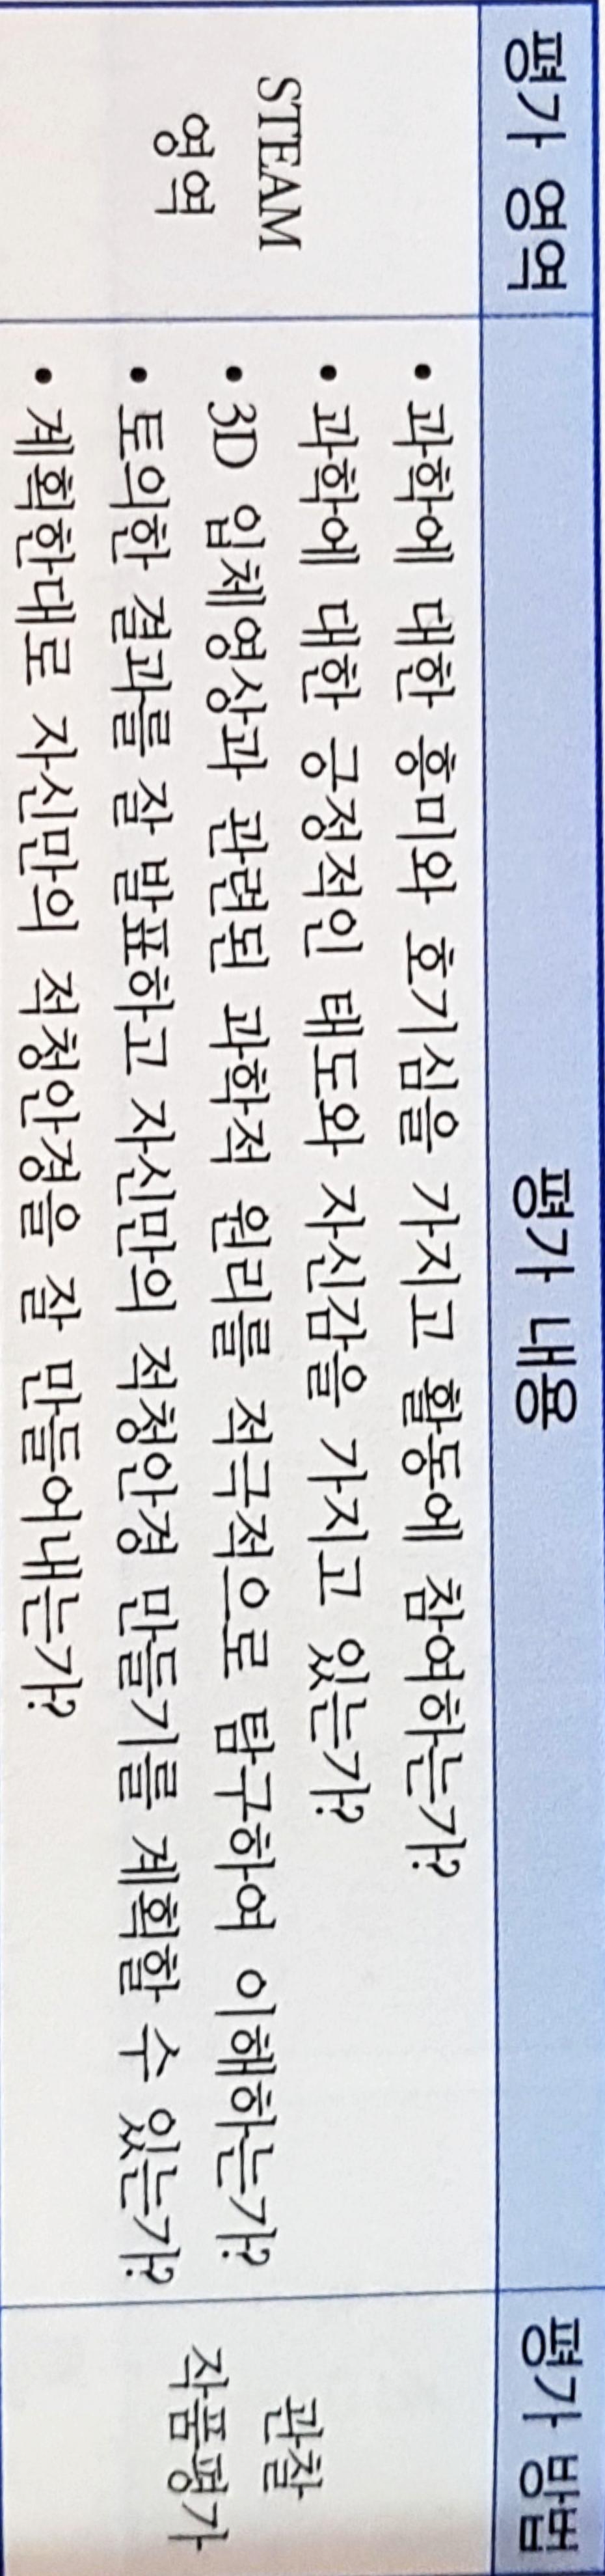 평가 영역 평가 내용 평가 방법
STEAM
영역
• 과학에 대한 흥미와 호기심을 가지고 활동에 참여하는가?
• 과학에 대한 긍정적인 태도와 자신감을 가지고 있는가?
• 3D 입체영상과 관련된 과학적 원리를 적극적으로 탐구하여 이해하는가?
• 토의한 결과를 잘 발표하고 자신만의 적청안경 만들기를 계획할 수 있는가?
• 계획한대로 자신만의 적청안경을 잘 만들어내는가?
관찰
작품평가